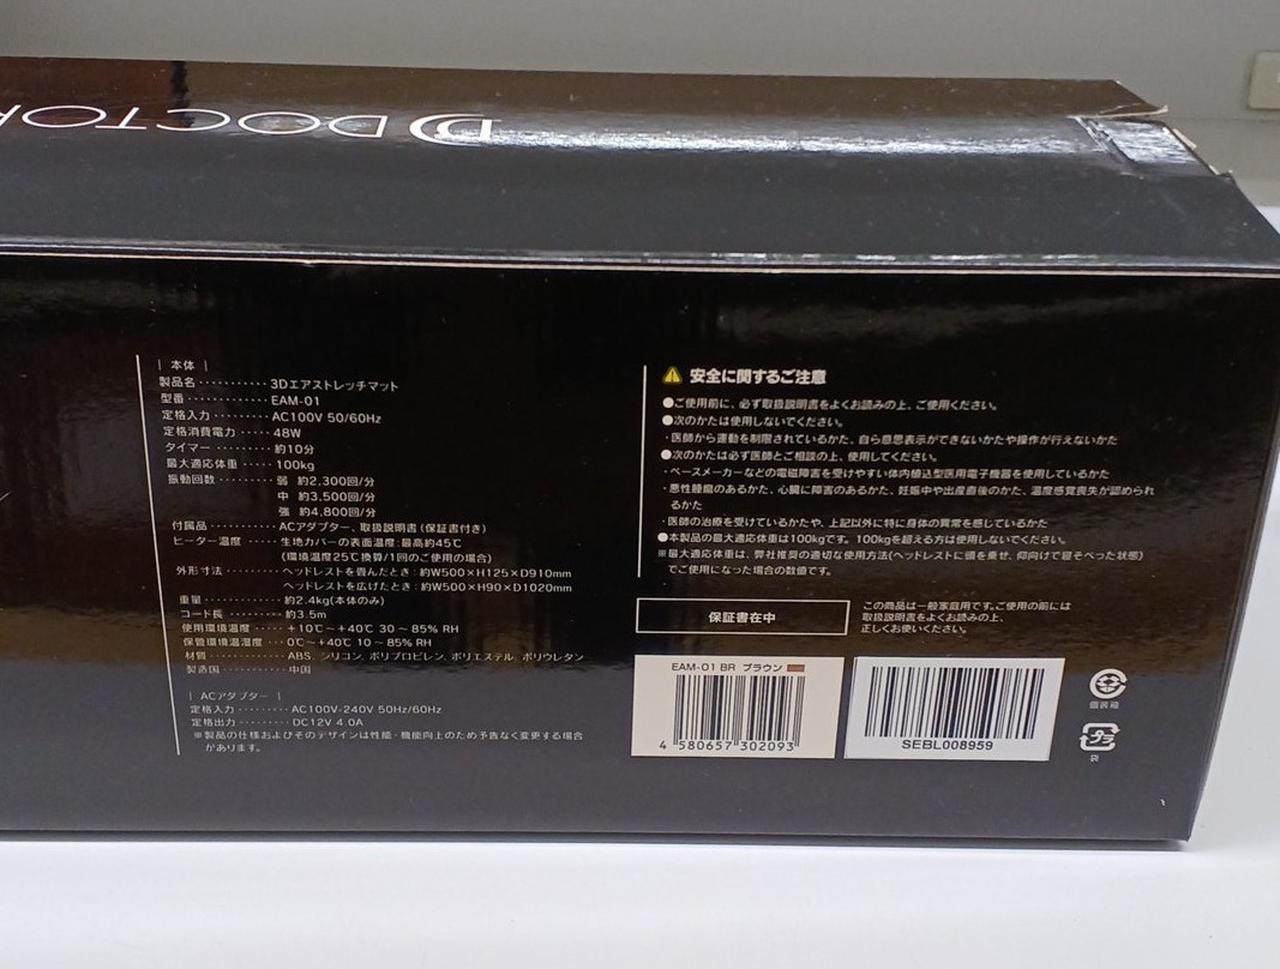 DOCTOR
| 本体 |
製品名 ・・・・・・・・・・・ 3Dエアストレッチマット
型番 ・・・・・・・・・・・・・ EAM-01
定格入力 ・・・・・・・・・ AC100V 50/60Hz
定格消費電力 ・・・・・ 48W
タイマー ・・・・・・・・・ 約10分
最大適応体重 ・・・・・ 100kg
振動回数 ・・・・・・・・・ 弱 約2,300回/分
中 約3,500回/分
強 約4,800回/分
付属品 ・・・・・・・・・・・ ACアダプター、取扱説明書(保証書付き)
ヒーター温度 ・・・・・ 生地カバーの表面温度:最高約45℃
(環境温度25℃換算/1回のご使用の場合)
外形寸法 ・・・・・・・・・ ヘッドレストを畳んだとき:約W500×H125×D910mm
ヘッドレストを広げたとき:約W500×H90×D1020mm
重量 ・・・・・・・・・・・・・ 約2.4kg(本体のみ)
コード長 ・・・・・・・・・ 約3.5m
使用環境温度 ・・・・・ +10℃~+40℃ 30~85% RH
保管環境温湿度 ・・・ 0℃~+40℃ 10~85% RH
材質 ・・・・・・・・・・・・・ ABS、シリコン、ポリプロピレン、ポリエステル、ポリウレタン
製造国 ・・・・・・・・・・・ 中国
| ACアダプター |
定格入力 ・・・・・・・・・ AC100V-240V 50Hz/60Hz
定格出力 ・・・・・・・・・ DC12V 4.0A
※製品の仕様およびそのデザインは性能・機能向上のため予告なく変更する場合
があります。
安全に関するご注意
●ご使用前に、必ず取扱説明書をよくお読みの上、ご使用ください。
●次のかたは使用しないでください。
・医師から運動を制限されているかた、自ら意思表示ができないかたや操作が行えないかた
●次のかたは必ず医師とご相談の上、使用してください。
・ペースメーカーなどの電磁障害を受けやすい体内植込型医用電子機器を使用しているかた
・悪性腫瘍のあるかた、心臓に障害のあるかた、妊娠中や出産直後のかた、温度感覚喪失が認められ
るかた
・医師の治療を受けているかたや、上記以外に特に身体の異常を感じているかた
●本製品の最大適応体重は100kgです。100kgを超える方は使用しないでください。
※最大適応体重は、弊社推奨の適切な使用方法(ヘッドレストに頭を乗せ、仰向けで寝そべった状態)
でご使用になった場合の数値です。
保証書在中
この商品は一般家庭用です。ご使用の前には
取扱説明書をよくお読みの上、
正しくお使いください。
EAM-01 BR ブラウン
4 580657 302093
SEBL008959
個装箱
プラ
袋